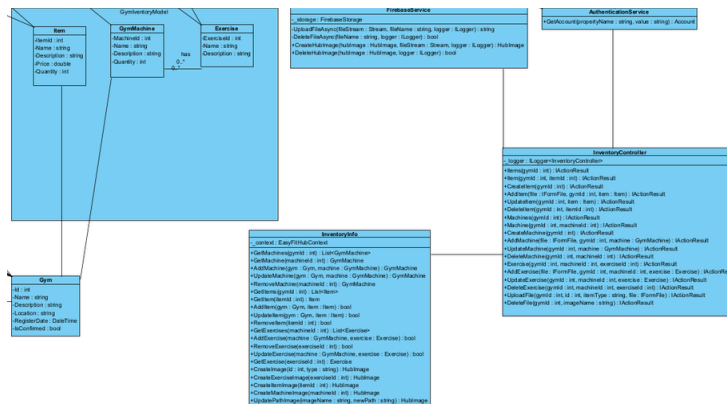 GymInventoryModel
Item
-ItemId : int
-Name : string
-Description : string
-Price : double
-Quantity : int
GymMachine
-MachineId : int
-Name : string
-Description : string
-Quantity : int
has
0..*
0..*
Exercise
-ExerciseId : int
-Name : string
-Description : string
FirebaseService
-_storage : FirebaseStorage
-UploadFileAsync(fileStream : Stream, fileName : string, logger : ILogger) : string
-DeleteFileAsync(fileName : string, logger : ILogger) : bool
+CreateHubImage(hubImage : HubImage, fileStream : Stream, logger : ILogger) : HubImage
+DeleteHubImage(hubImage : HubImage, logger : ILogger) : bool
AuthenticationService
+GetAccount(propertyName : string, value : string) : Account
InventoryController
-_logger : ILogger<InventoryController>
+Items(gymId : int) : IActionResult
+Item(gymId : int, itemId : int) : IActionResult
+CreateItem(gymId : int) : IActionResult
+AddItem(file : IFormFile, gymId : int, item : Item) : IActionResult
+UpdateItem(gymId : int, item : Item) : IActionResult
+DeleteItem(gymId : int, itemId : int) : IActionResult
+Machines(gymId : int) : IActionResult
+Machine(gymId : int, machineId : int) : IActionResult
+CreateMachine(gymId : int) : IActionResult
+AddMachine(file : IFormFile, gymId : int, machine : GymMachine) : IActionResult
+UpdateMachine(gymId : int, machine : GymMachine) : IActionResult
+DeleteMachine(gymId : int, machineId : int) : IActionResult
+Exercise(gymId : int, machineId : int, exerciseId : int) : IActionResult
+AddExercise(file : IFormFile, gymId : int, machineId : int, exercise : Exercise) : IActionRe
+UpdateExercise(gymId : int, machineId : int, exercise : Exercise) : IActionResult
+DeleteExercise(gymId : int, machineId : int, exerciseId : int) : IActionResult
+UploadFile(gymId : int, id : int, itemType : string, file : IFormFile) : IActionResult
+DeleteFile(gymId : int, imageName : string) : IActionResult
InventoryInfo
-_context : EasyFitHubContext
+GetMachines(gymId : int) : List<GymMachine>
+GetMachine(machineId : int) : GymMachine
+AddMachine(gym : Gym, machine : GymMachine) : GymMachine
+UpdateMachine(gym : Gym, machine : GymMachine) : GymMachine
+RemoveMachine(machineId : int) : GymMachine
+GetItems(gymId : int) : List<Item>
+GetItem(itemId : int) : Item
+AddItem(gym : Gym, item : Item) : bool
+UpdateItem(gym : Gym, item : Item) : bool
+RemoveItem(itemId : int) : bool
+GetExercises(machineId : int) : List<Exercise>
+AddExercise(machine : GymMachine, exercise : Exercise) : bool
+RemoveExercise(exerciseId : int) : bool
+UpdateExercise(machine : GymMachine, exercise : Exercise) : bool
+GetExercise(exerciseId : int) : Exercise
+CreateImage(id : int, type : string) : HubImage
+CreateExerciseImage(exerciseId : int) : HubImage
+CreateItemImage(itemId : int) : HubImage
+CreateMachineImage(machineId : int) : HubImage
+UpdatePathImage(imageName : string, newPath : string) : HubImage
Gym
-Id : int
-Name : string
-Description : string
-Location : string
-RegisterDate : DateTime
-IsConfirmed : bool